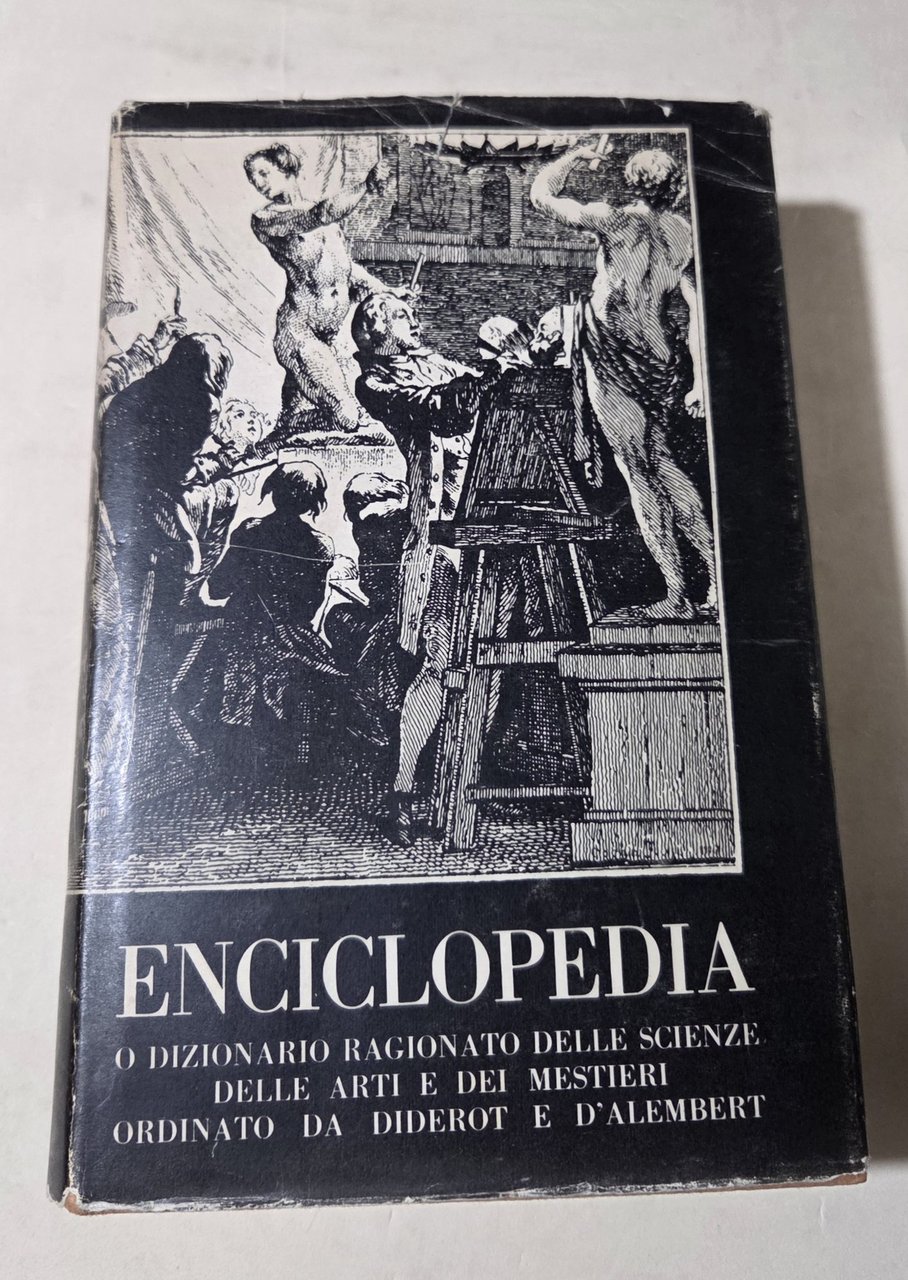 ENCICLOPEDIA
O DIZIONARIO RAGIONATO DELLE SCIENZE
DELLE ARTI E DEI MESTIERI
ORDINATO DA DIDEROT E D'ALEMBERT